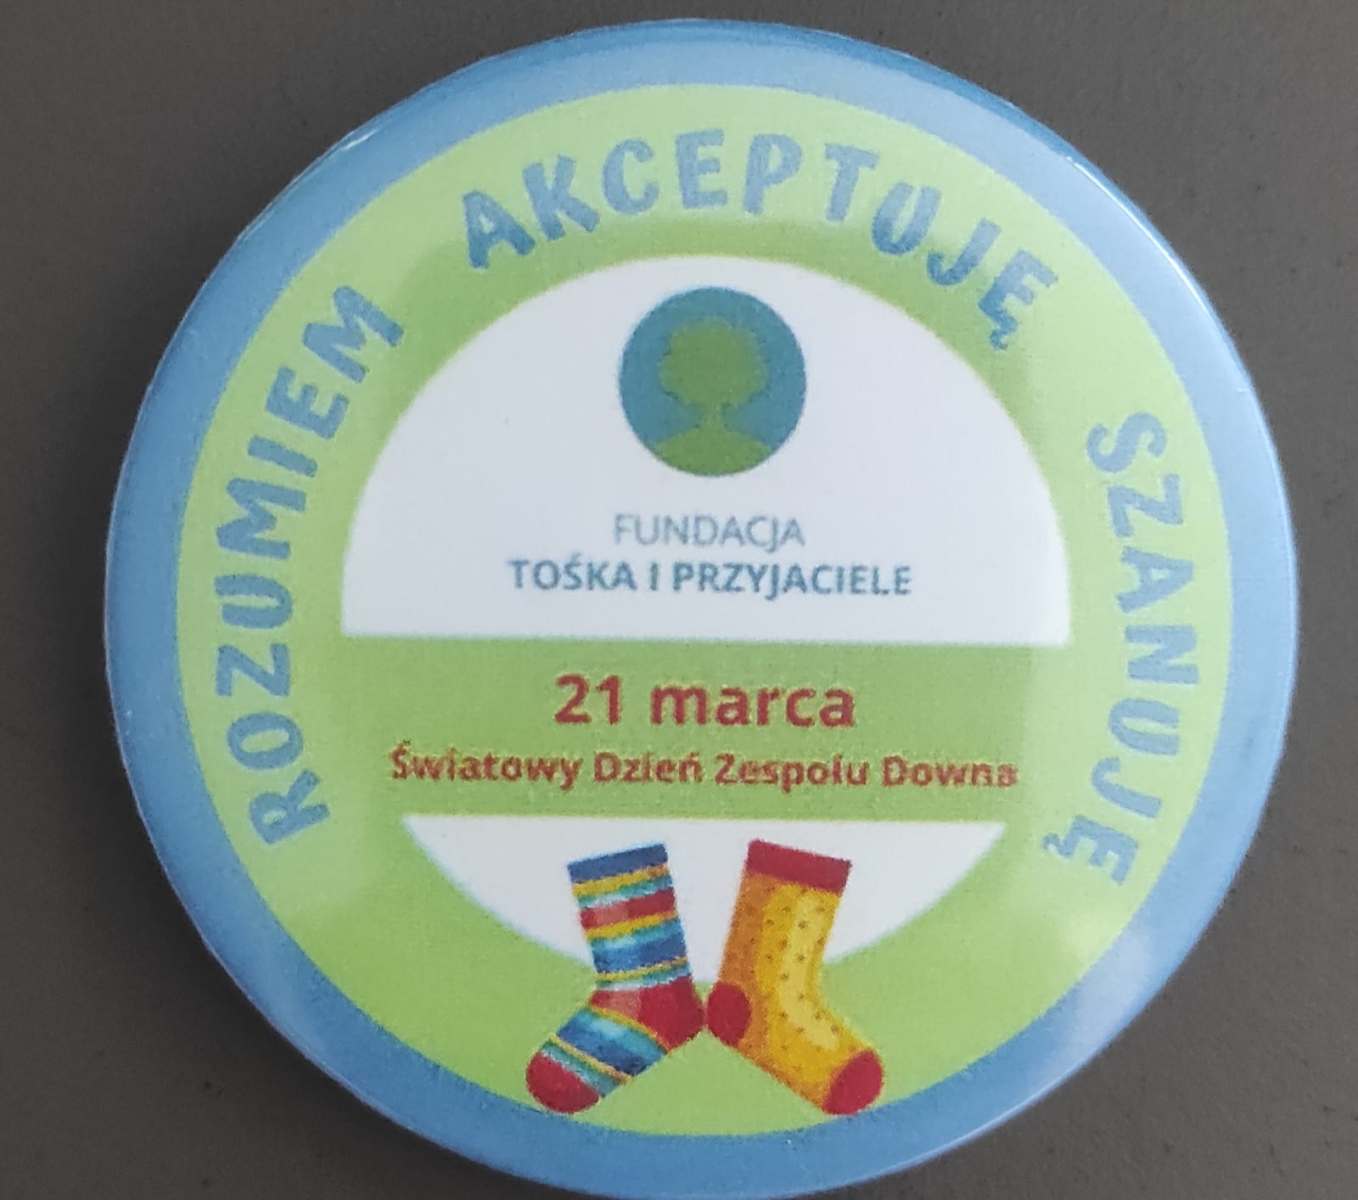 ROZUMIEM AKCEPTUJĘ SZANUJĘ
FUNDACJA
TOŚKA I PRZYJACIELE
21 marca
Światowy Dzień Zespołu Downa